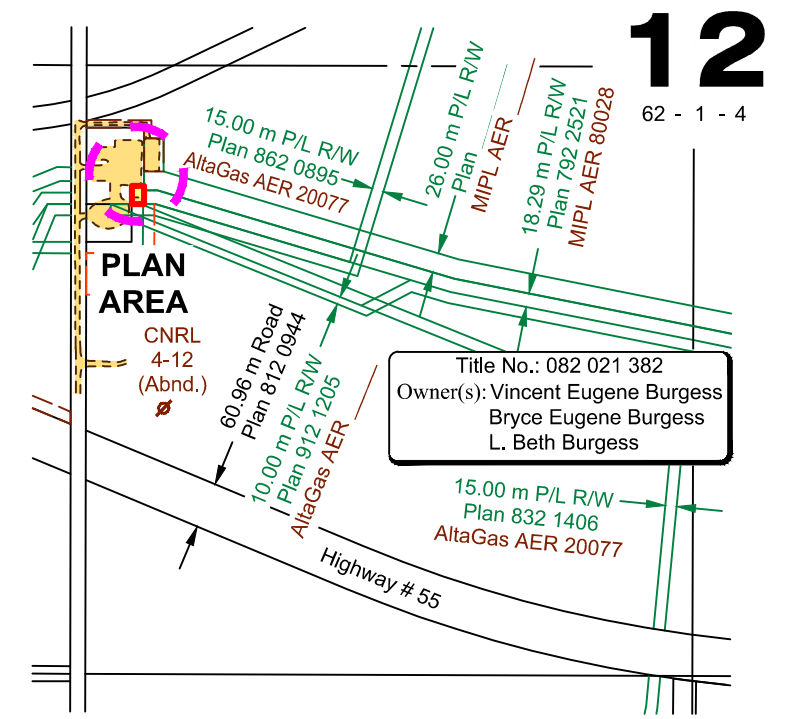 12
62 - 1 - 4
15.00 m P/L R/W
Plan 862 0895
AltaGas AER 20077
26.00 m P/L R/W
Plan
MIPL AER
18.29 m P/L R/W
Plan 792 2521
MIPL AER 80028
PLAN
AREA
CNRL
4-12
(Abnd.)
60.96 m Road
Plan 812 0944
10.00 m P/L R/W
Plan 912 1205
AltaGas AER
Title No.: 082 021 382
Owner(s): Vincent Eugene Burgess
Bryce Eugene Burgess
L. Beth Burgess
15.00 m P/L R/W
Plan 832 1406
AltaGas AER 20077
Highway # 55